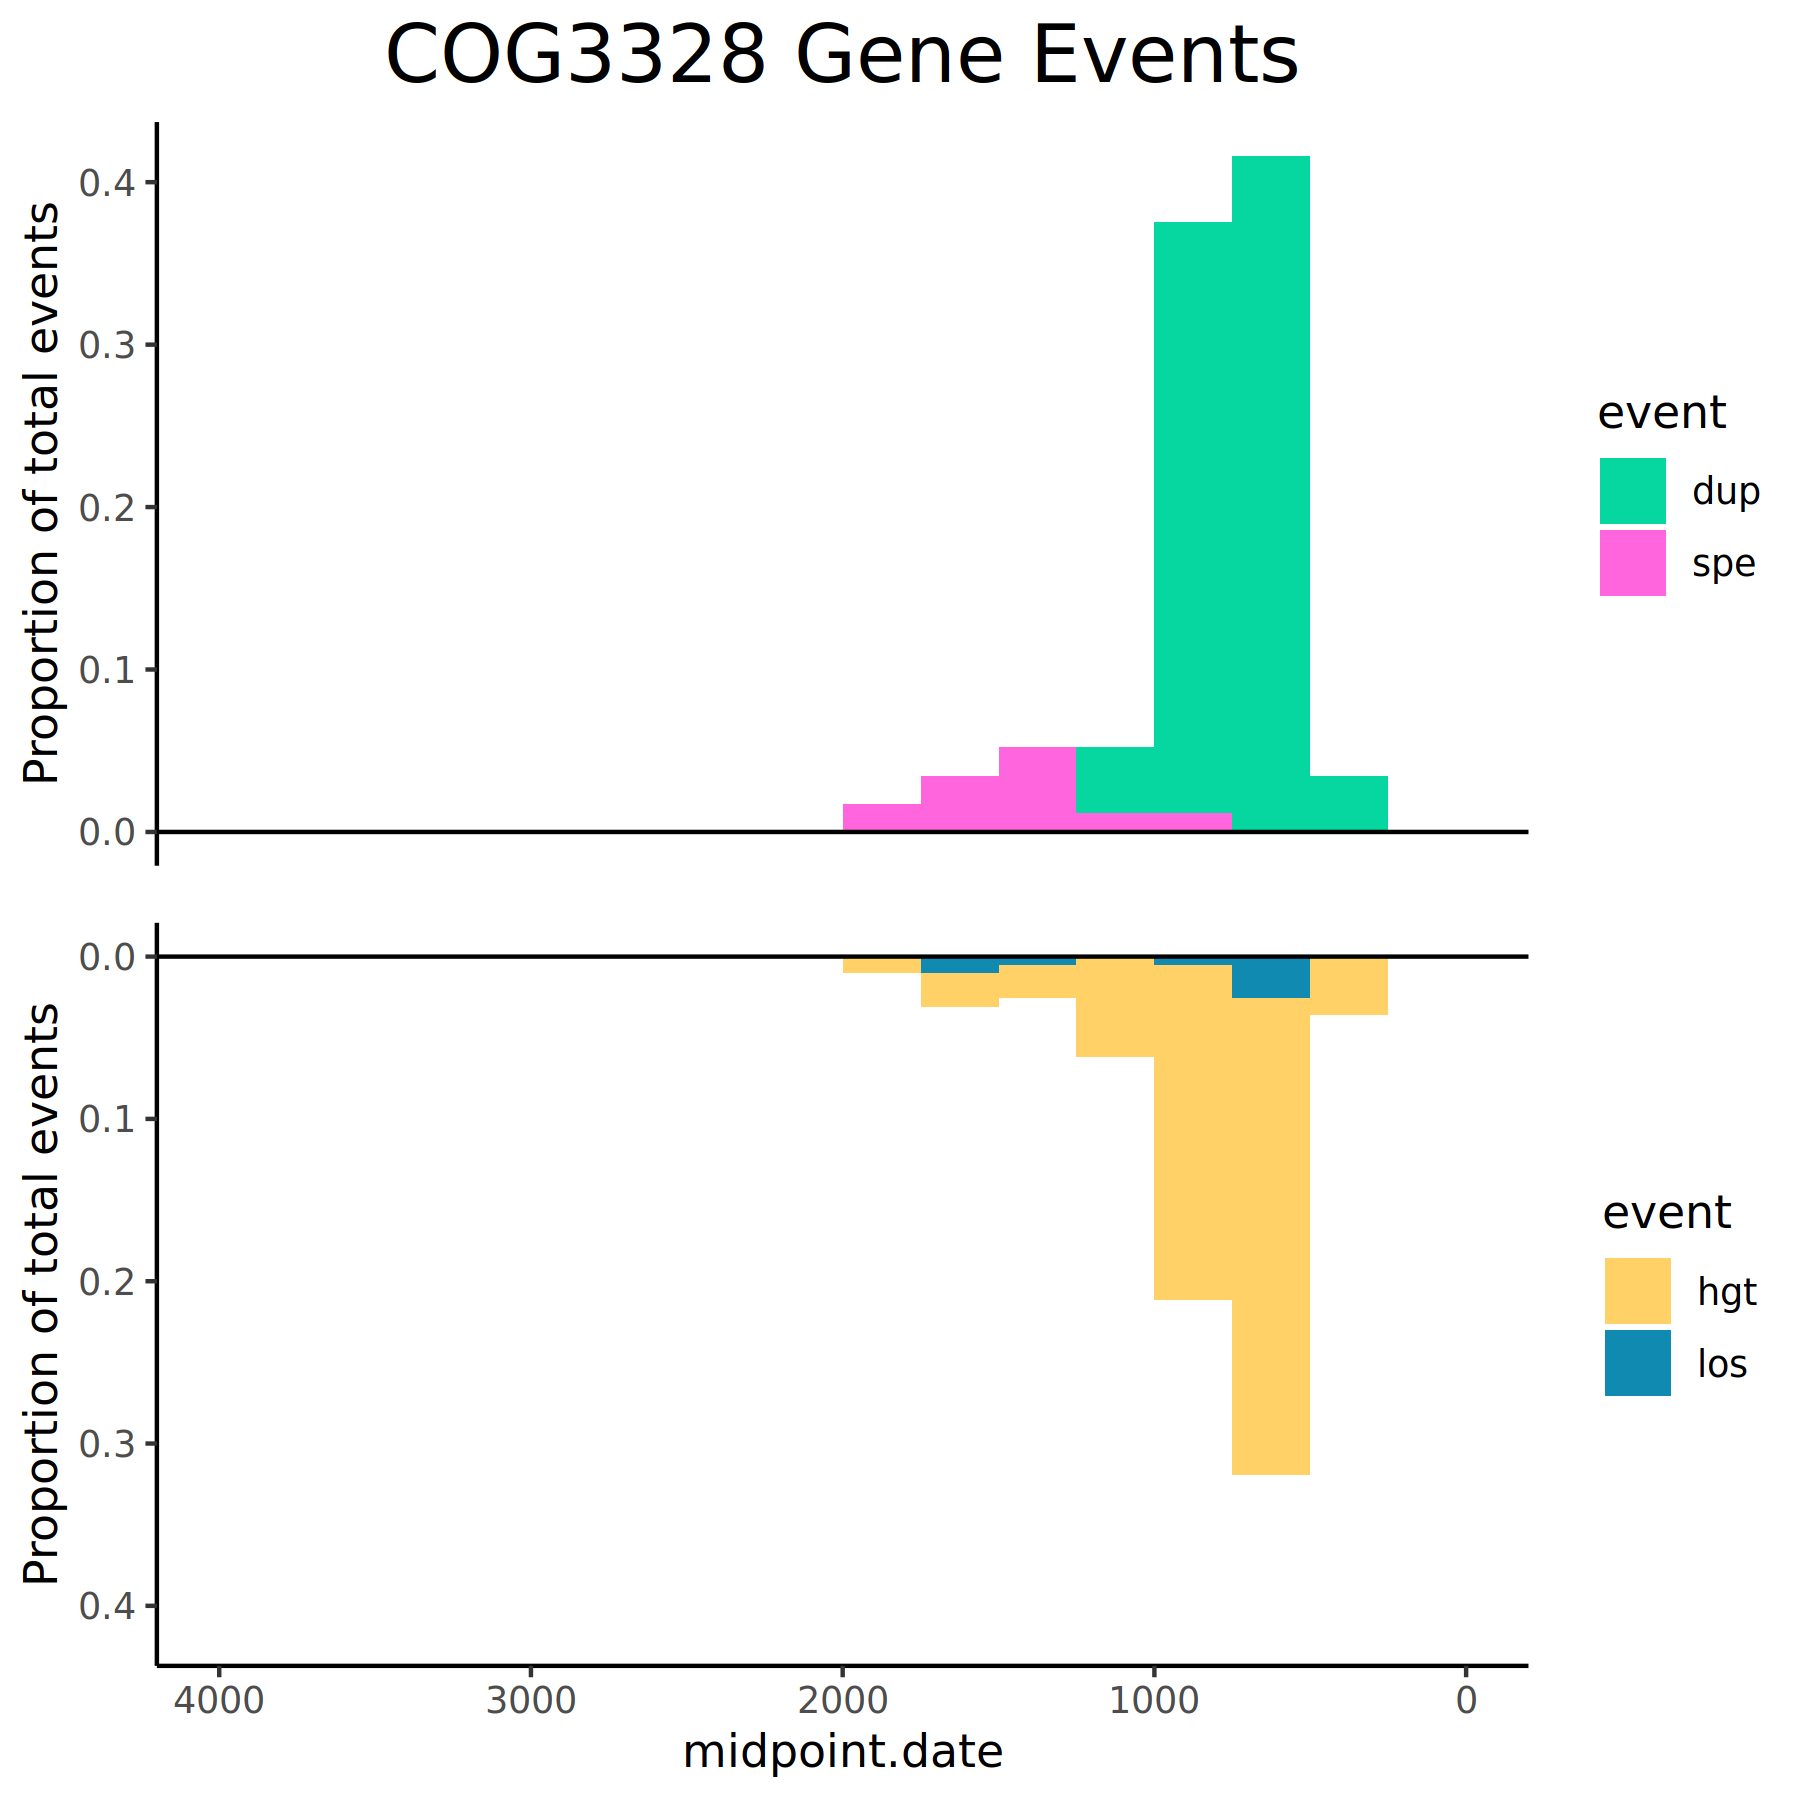 COG3328 Gene Events
Proportion of total events
0.4
0.3
0.2
0.1
0.0
event
dup
spe
Proportion of total events
0.0
0.1
0.2
0.3
0.4
event
hgt
los
4000 3000 2000 1000 0
midpoint.date